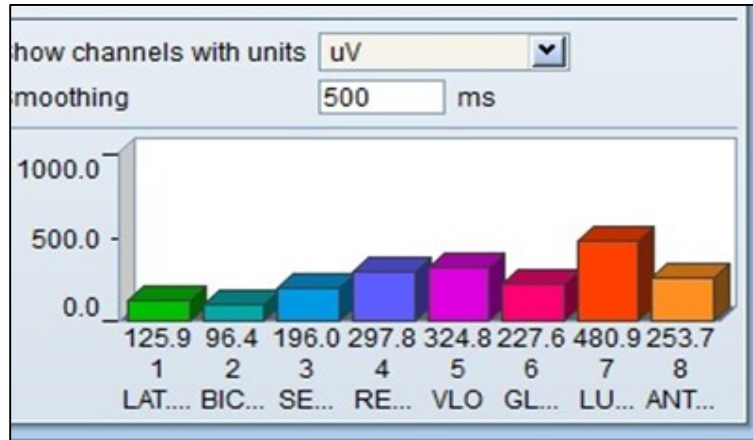 how channels with units uV
moothing 500 ms
1000.0
500.0
0.0
125.9 96.4 196.0 297.8 324.8 227.6 480.9 253.7
1 2 3 4 5 6 7 8
LAT.... BIC... SE... RE... VLO GL... LU... ANT...